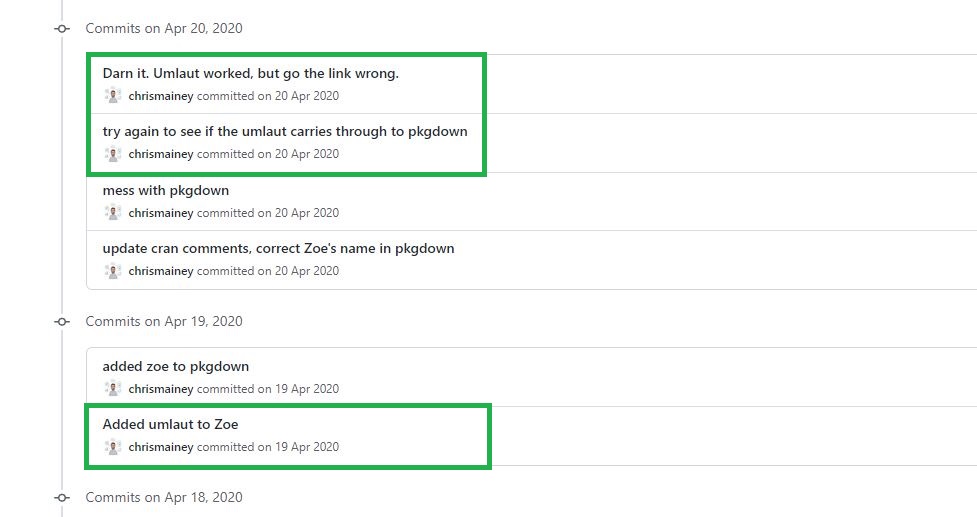 Commits on Apr 20, 2020
Darn it. Umlaut worked, but go the link wrong.
chrismainey committed on 20 Apr 2020
try again to see if the umlaut carries through to pkgdown
chrismainey committed on 20 Apr 2020
mess with pkgdown
chrismainey committed on 20 Apr 2020
update cran comments, correct Zoe's name in pkgdown
chrismainey committed on 20 Apr 2020
Commits on Apr 19, 2020
added zoe to pkgdown
chrismainey committed on 19 Apr 2020
Added umlaut to Zoe
chrismainey committed on 19 Apr 2020
Commits on Apr 18, 2020